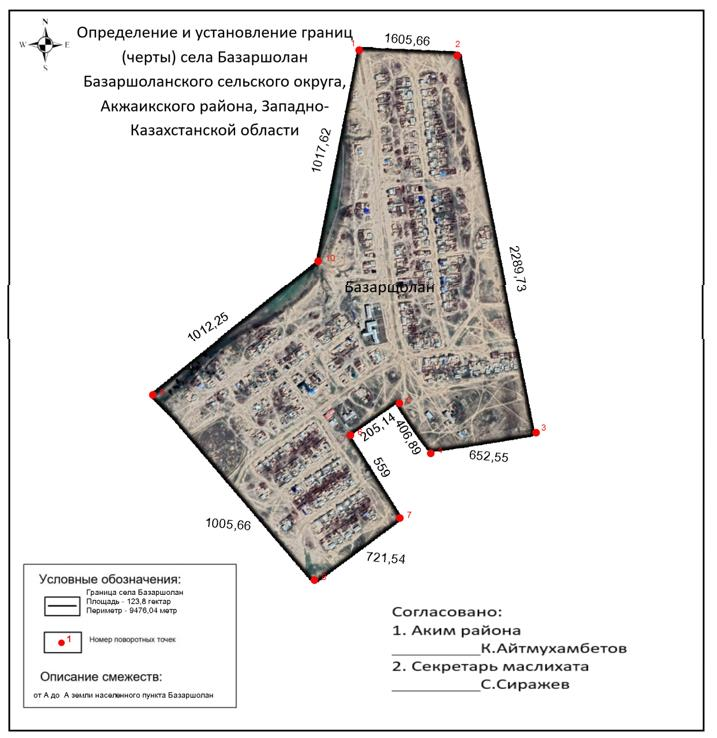 N
W E
S
Определение и установление границ
(черты) села Базаршолан
Базаршоланского сельского округа,
Акжаикского района, Западно-
Казахстанской области
1605,66
1
2
1017,62
10
2289,73
Базаршолан
1012,25
205,14
406,89
3
652,55
559
1005,66
7
721,54
Условные обозначения:
Граница села Базаршолан
Площадь - 123,8 гектар
Периметр - 9476,04 метр
1
Номер поворотных точек
Описание смежеств:
от А до А земли населенного пункта Базаршолан
Согласовано:
1. Аким района
____________К.Айтмухамбетов
2. Секретарь маслихата
____________С.Сиражев